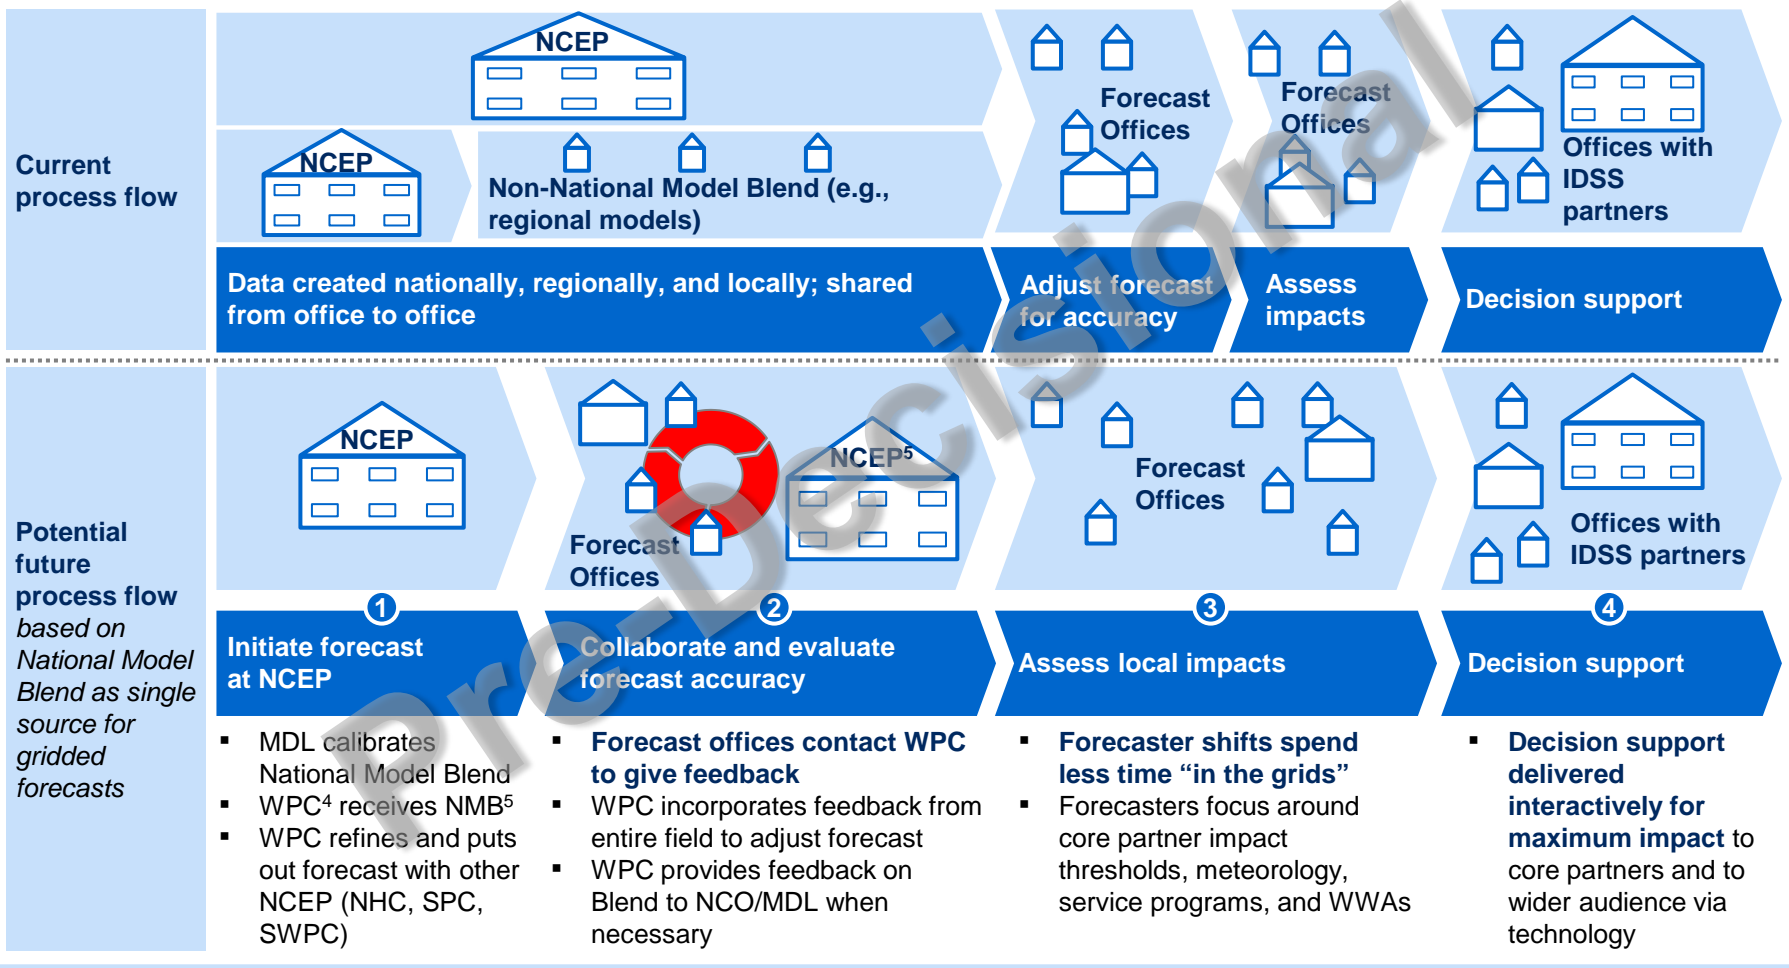 Current
process flow
NCEP
NCEP
Non-National Model Blend (e.g.,
regional models)
Forecast
Offices
Forecast
Offices
Offices with
IDSS
partners
Data created nationally, regionally, and locally; shared
from office to office
Adjust forecast
for accuracy
Assess
impacts
Decision support
Potential
future
process flow
based on
National Model
Blend as single
source for
gridded
forecasts
NCEP
Forecast
Offices
NCEP⁵
Forecast
Offices
Offices with
IDSS partners
1
Initiate forecast
at NCEP
2
Collaborate and evaluate
forecast accuracy
3
Assess local impacts
4
Decision support
▪ MDL calibrates
National Model Blend
▪ WPC⁴ receives NMB⁵
▪ WPC refines and puts
out forecast with other
NCEP (NHC, SPC,
SWPC)
▪ Forecast offices contact WPC
to give feedback
▪ WPC incorporates feedback from
entire field to adjust forecast
▪ WPC provides feedback on
Blend to NCO/MDL when
necessary
▪ Forecaster shifts spend
less time “in the grids”
▪ Forecasters focus around
core partner impact
thresholds, meteorology,
service programs, and WWAs
▪ Decision support
delivered
interactively for
maximum impact to
core partners and to
wider audience via
technology
Pre-Decisional